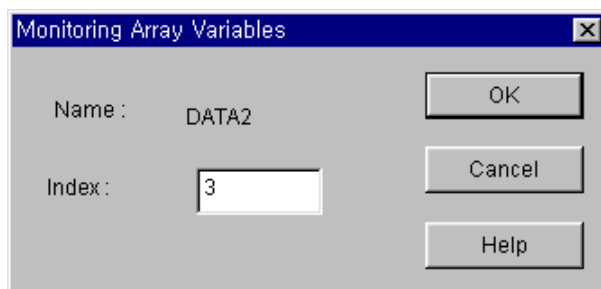 Monitoring Array Variables
Name : DATA2
OK
Index : 3
Cancel
Help